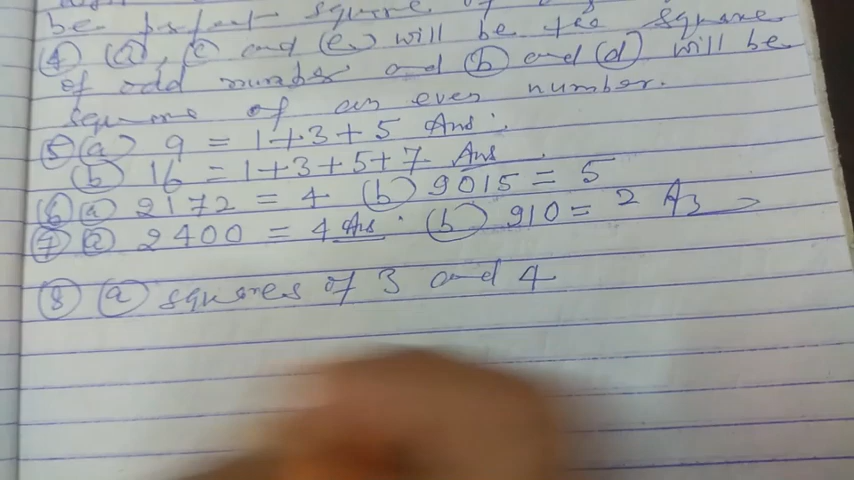 be perfect square of
④ (a), (c) and (e) will be the square
of odd number and (b) and (d) will be
square of an even number.
⑤ (a) 9 = 1+3+5 Ans.
(b) 16 = 1+3+5+7 Ans.
⑥ (a) 2172 = 4 (b) 9015 = 5
⑦ (a) 2400 = 4 Ans. (b) 910 = 2 As
⑧ (a) squares of 3 and 4